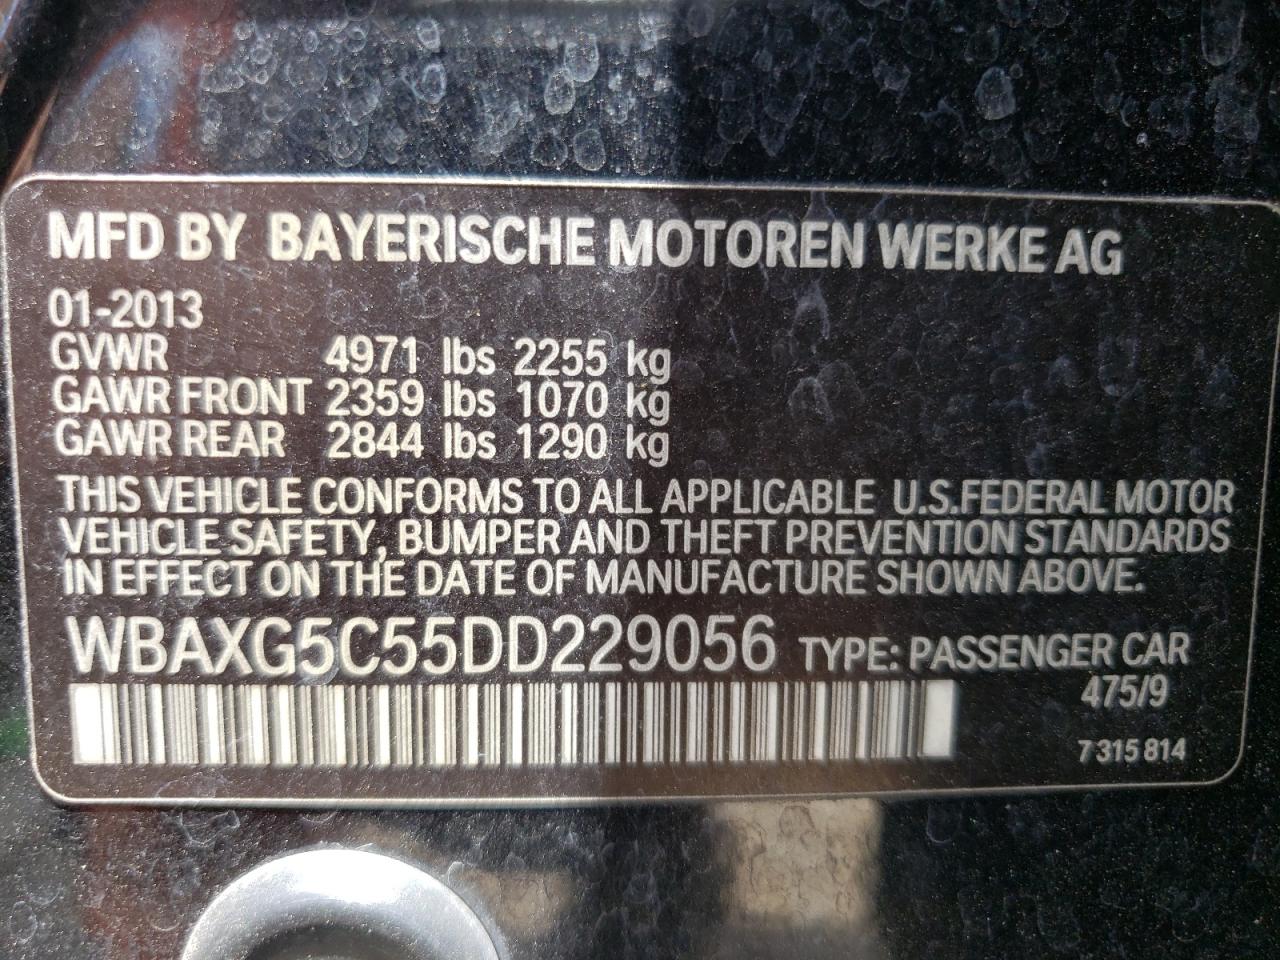 MFD BY BAYERISCHE MOTOREN WERKE AG
01-2013
GVWR 4971 lbs 2255 kg
GAWR FRONT 2359 lbs 1070 kg
GAWR REAR 2844 lbs 1290 kg
THIS VEHICLE CONFORMS TO ALL APPLICABLE U.S.FEDERAL MOTOR
VEHICLE SAFETY, BUMPER AND THEFT PREVENTION STANDARDS
IN EFFECT ON THE DATE OF MANUFACTURE SHOWN ABOVE.
WBAXG5C55DD229056 TYPE: PASSENGER CAR
475/9
7 315 814